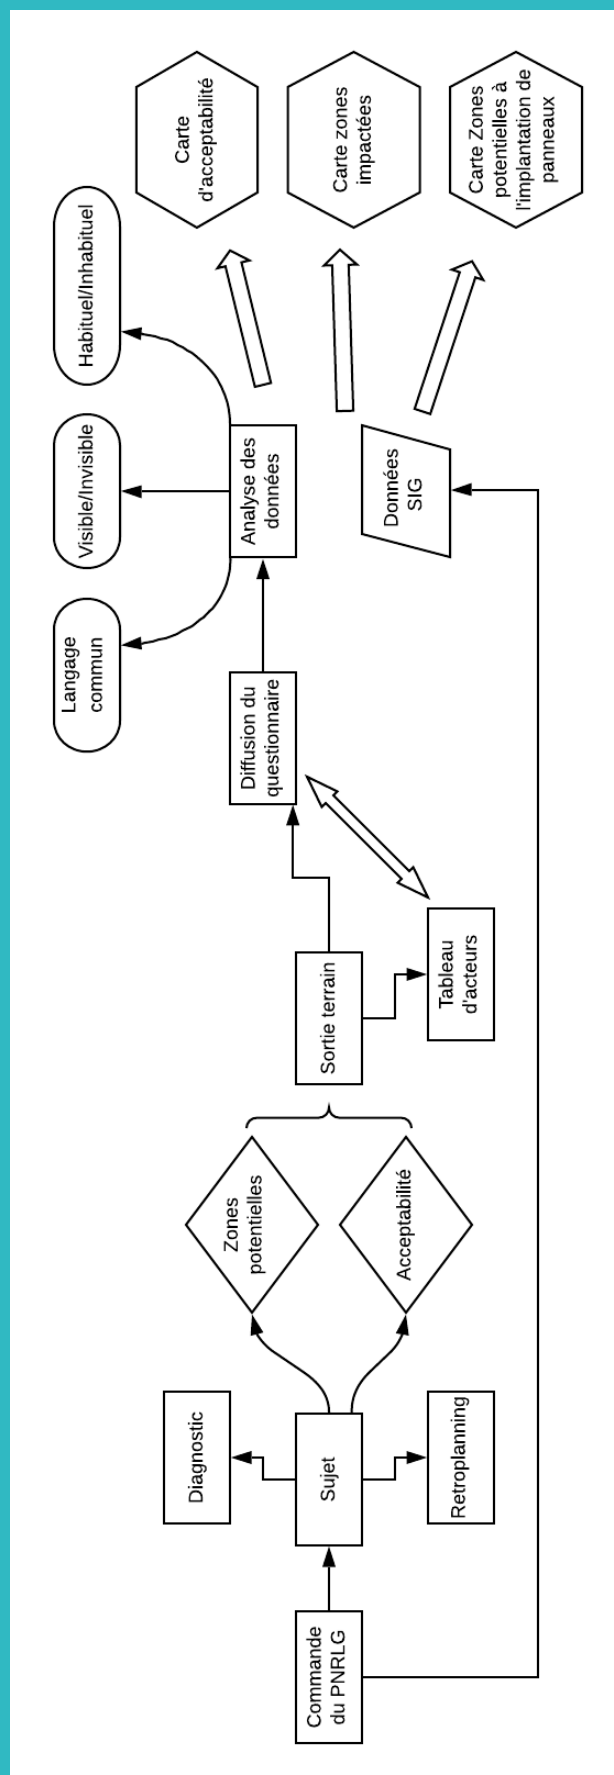 Commande
du PNRLG
Sujet
Diagnostic
Retroplanning
Zones
potentielles
Acceptabilité
Sortie terrain
Tableau
d'acteurs
Diffusion du
questionnaire
Analyse des
données
Langage
commun
Visible/Invisible
Habituel/Inhabituel
Données
SIG
Carte
d'acceptabilité
Carte zones
impactées
Carte Zones
potentielles à
l'implantation de
panneaux